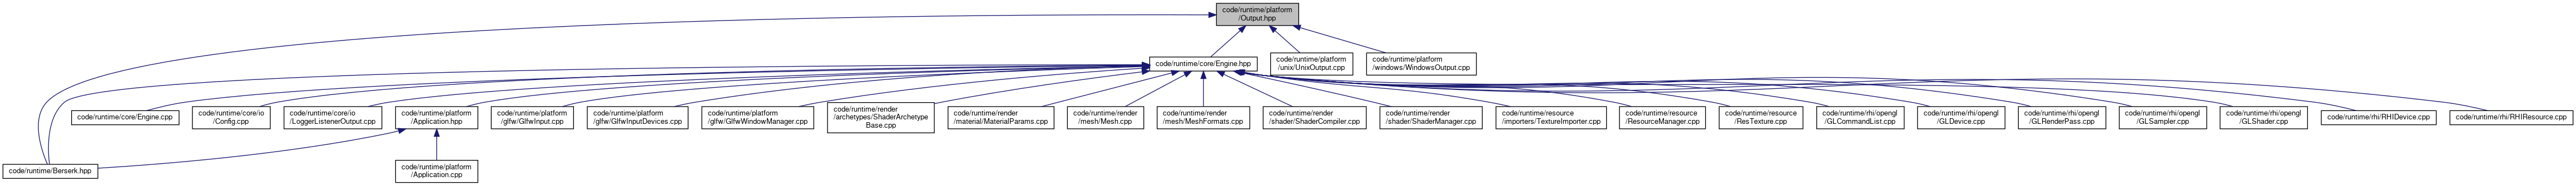 code/runtime/platform
/Output.hpp
code/runtime/core/Engine.hpp
code/runtime/platform
/unix/UnixOutput.cpp
code/runtime/platform
/windows/WindowsOutput.cpp
code/runtime/core/Engine.cpp
code/runtime/core/io
/Config.cpp
code/runtime/core/io
/LoggerListenerOutput.cpp
code/runtime/platform
/Application.hpp
code/runtime/platform
/glfw/GlfwInput.cpp
code/runtime/platform
/glfw/GlfwInputDevices.cpp
code/runtime/platform
/glfw/GlfwWindowManager.cpp
code/runtime/render
/archetypes/ShaderArchetype
Base.cpp
code/runtime/render
/material/MaterialParams.cpp
code/runtime/render
/mesh/Mesh.cpp
code/runtime/render
/mesh/MeshFormats.cpp
code/runtime/render
/shader/ShaderCompiler.cpp
code/runtime/render
/shader/ShaderManager.cpp
code/runtime/resource
/importers/TextureImporter.cpp
code/runtime/resource
/ResourceManager.cpp
code/runtime/resource
/ResTexture.cpp
code/runtime/rhi/opengl
/GLCommandList.cpp
code/runtime/rhi/opengl
/GLDevice.cpp
code/runtime/rhi/opengl
/GLRenderPass.cpp
code/runtime/rhi/opengl
/GLSampler.cpp
code/runtime/rhi/opengl
/GLShader.cpp
code/runtime/rhi/RHIDevice.cpp
code/runtime/rhi/RHIResource.cpp
code/runtime/Berserk.hpp
code/runtime/platform
/Application.cpp